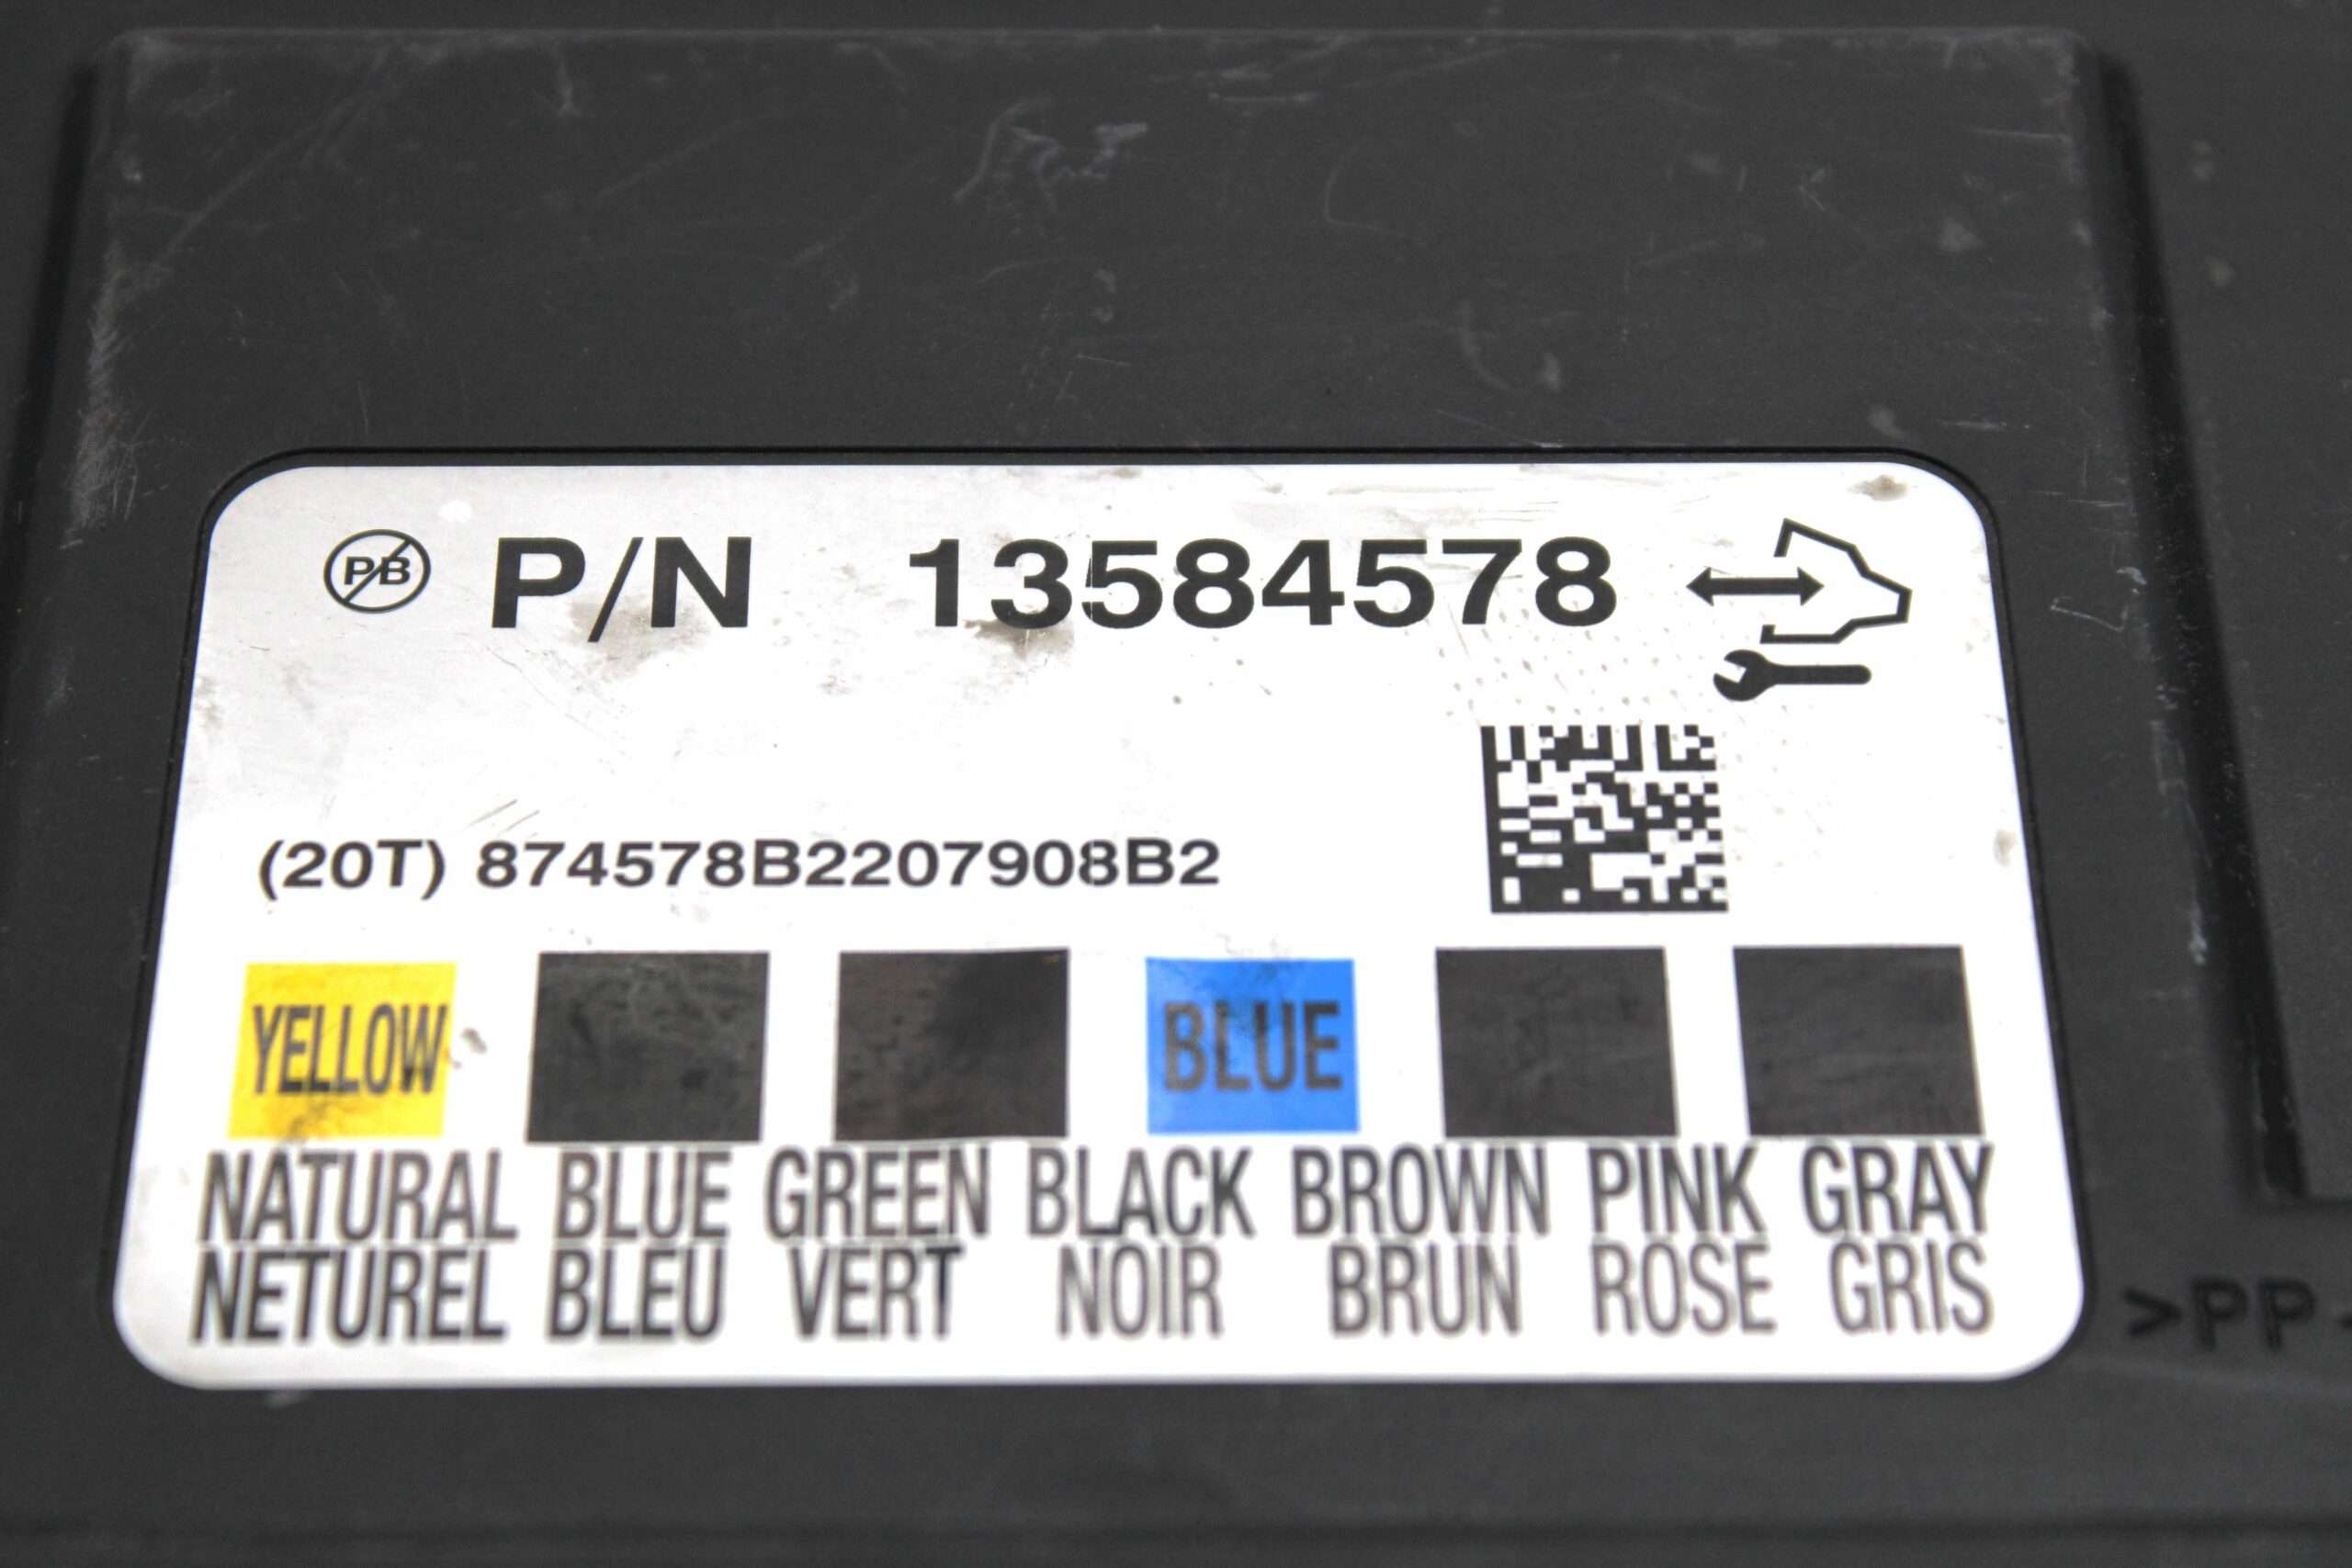 PB P/N 13584578
(20T) 874578B2207908B2
YELLOW BLUE
NATURAL BLUE GREEN BLACK BROWN PINK GRAY
NETUREL BLEU VERT NOIR BRUN ROSE GRIS
>PP-